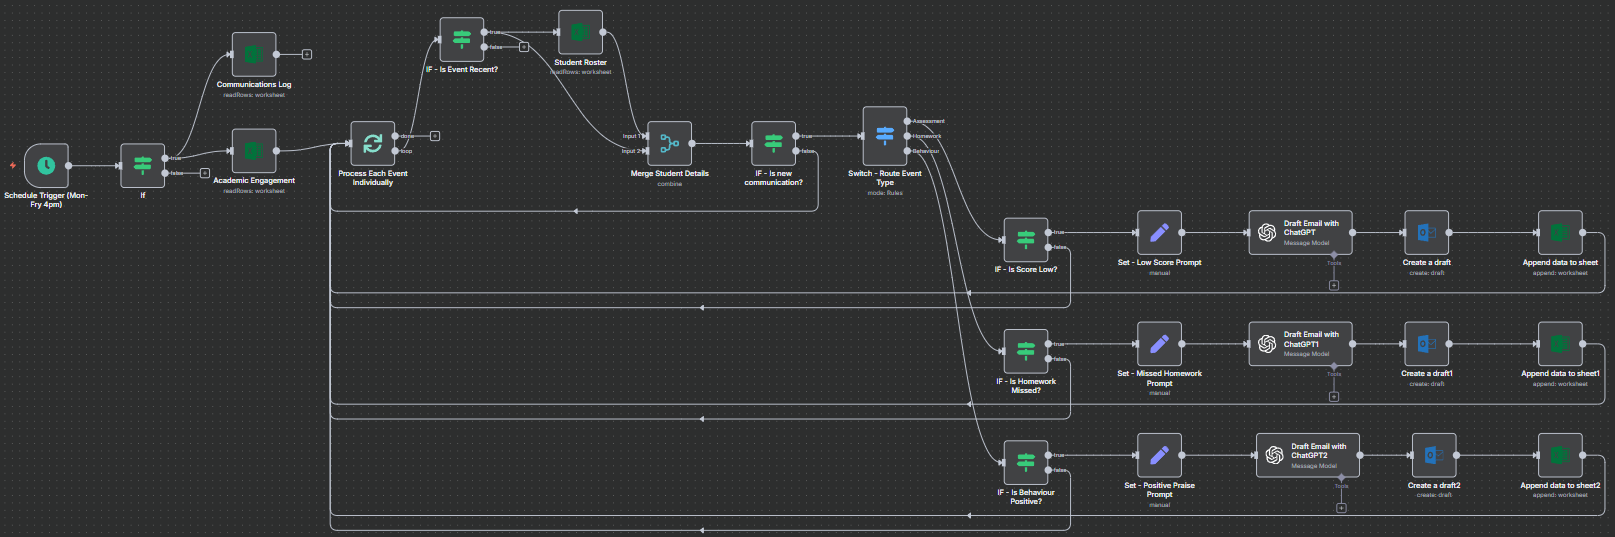 Communications Log
readRows: worksheet
Schedule Trigger (Mon-
Fry 4pm)
If
true
false
Academic Engagement
readRows: worksheet
Process Each Event
Individually
done
loop
IF - Is Event Recent?
true
false
Student Roster
readRows: worksheet
Input 1
Input 2
Merge Student Details
combine
IF - Is new
communication?
true
false
Switch - Route Event
Type
mode: Rules
Assessment
Homework
Behaviour
IF - Is Score Low?
true
false
Set - Low Score Prompt
manual
Draft Email with
ChatGPT
Message Model
Tools
Create a draft
create: draft
Append data to sheet
append: worksheet
IF - Is Homework
Missed?
true
false
Set - Missed Homework
Prompt
manual
Draft Email with
ChatGPT1
Message Model
Tools
Create a draft1
create: draft
Append data to sheet1
append: worksheet
IF - Is Behaviour
Positive?
true
false
Set - Positive Praise
Prompt
manual
Draft Email with
ChatGPT2
Message Model
Tools
Create a draft2
create: draft
Append data to sheet2
append: worksheet